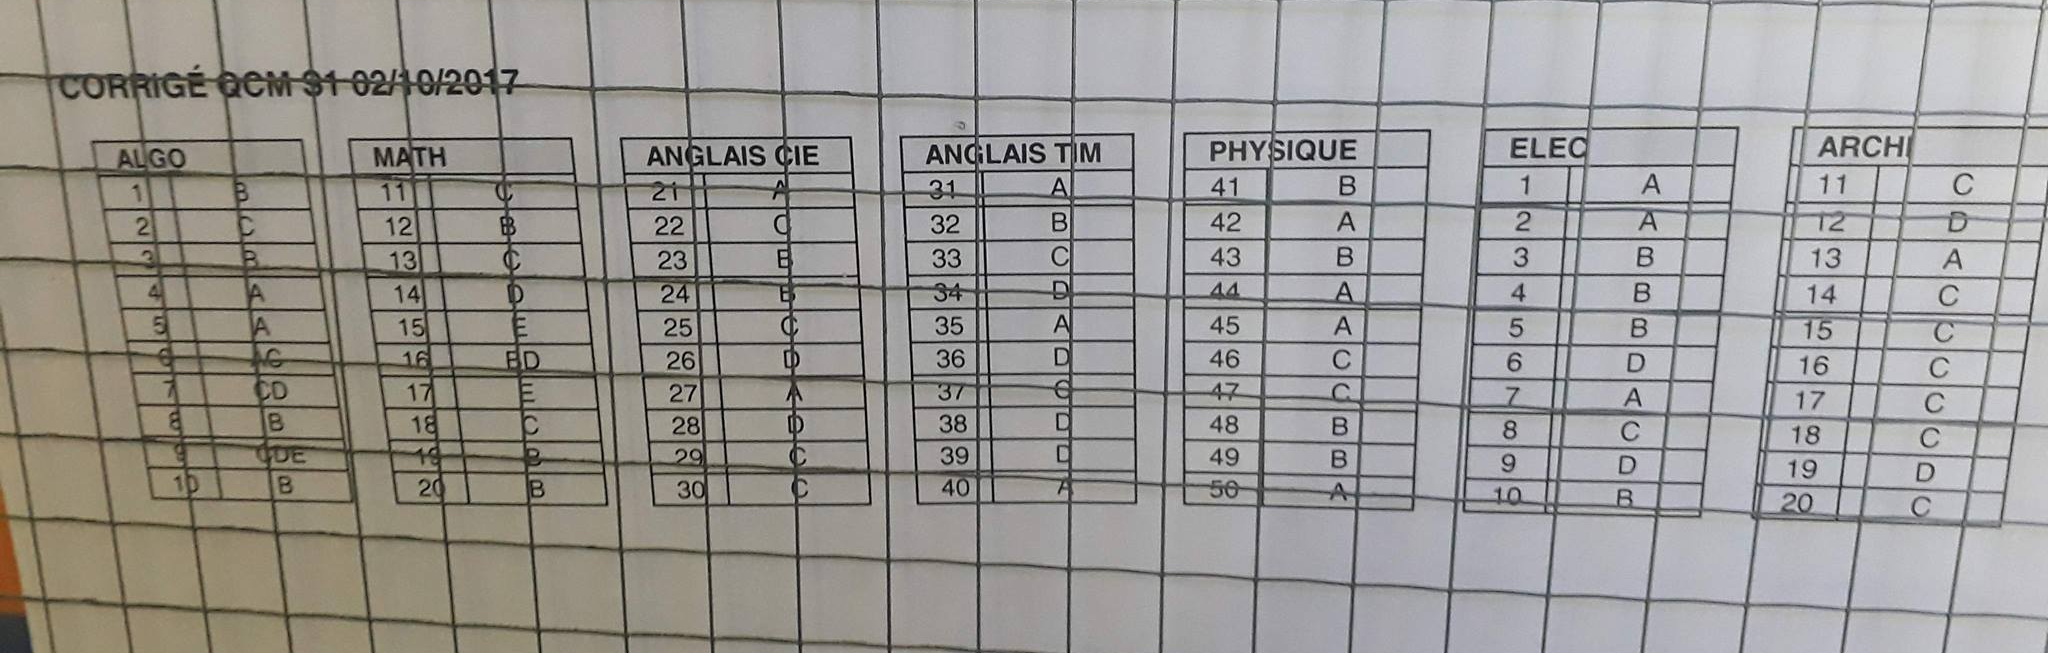 CORRIGÉ QCM S1 02/10/2017
ALGO
1 B
2 C
3 B
4 A
5 A
6 AC
7 CD
8 B
9 CDE
10 B
MATH
11 C
12 B
13 C
14 D
15 E
16 BD
17 E
18 C
19 B
20 B
ANGLAIS CIE
21 A
22 C
23 B
24 B
25 C
26 D
27 A
28 D
29 C
30 C
ANGLAIS TIM
31 A
32 B
33 C
34 D
35 A
36 D
37 C
38 D
39 D
40 A
PHYSIQUE
41 B
42 A
43 B
44 A
45 A
46 C
47 C
48 B
49 B
50 A
ELEC
1 A
2 A
3 B
4 B
5 B
6 D
7 A
8 C
9 D
10 B
ARCHI
11 C
12 D
13 A
14 C
15 C
16 C
17 C
18 C
19 D
20 C